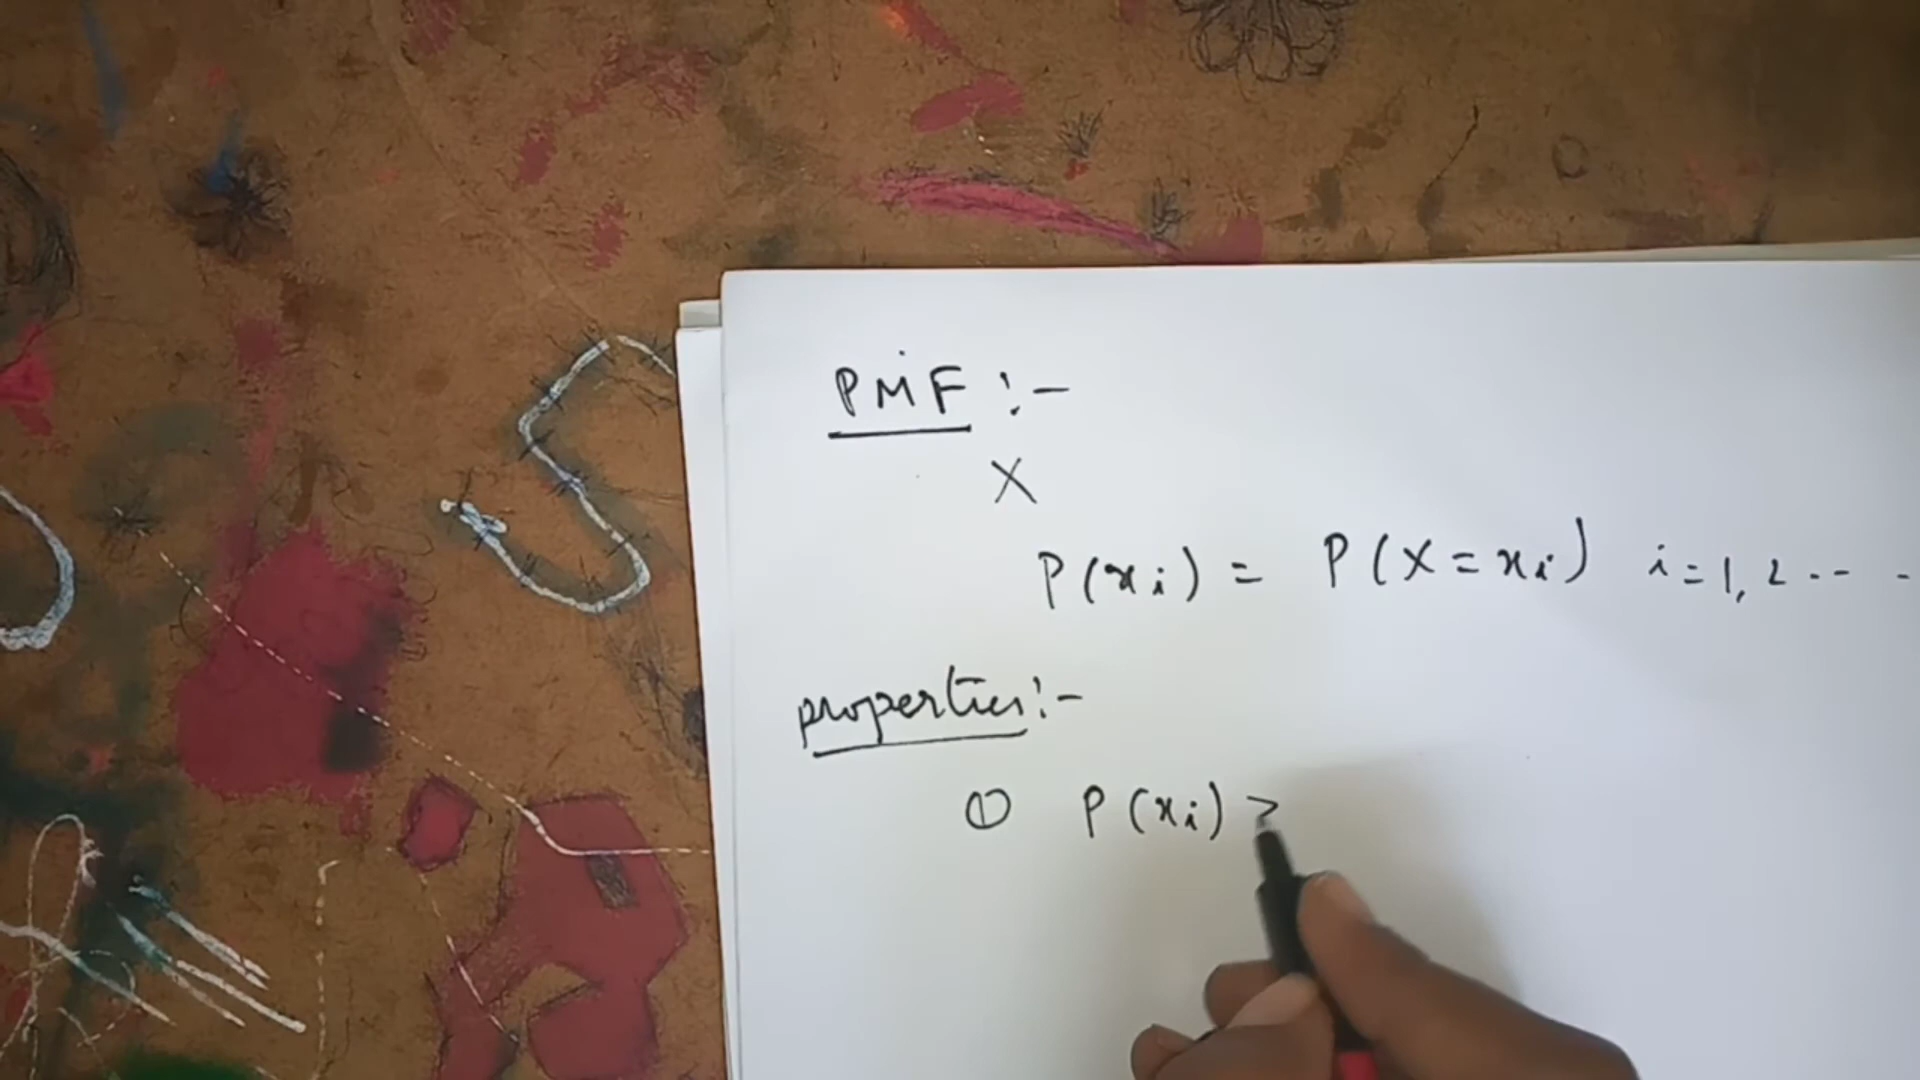 PMF :-
X
P(xi) = P(X = xi) i = 1, 2 ... .
properties :-
① P(xi) >